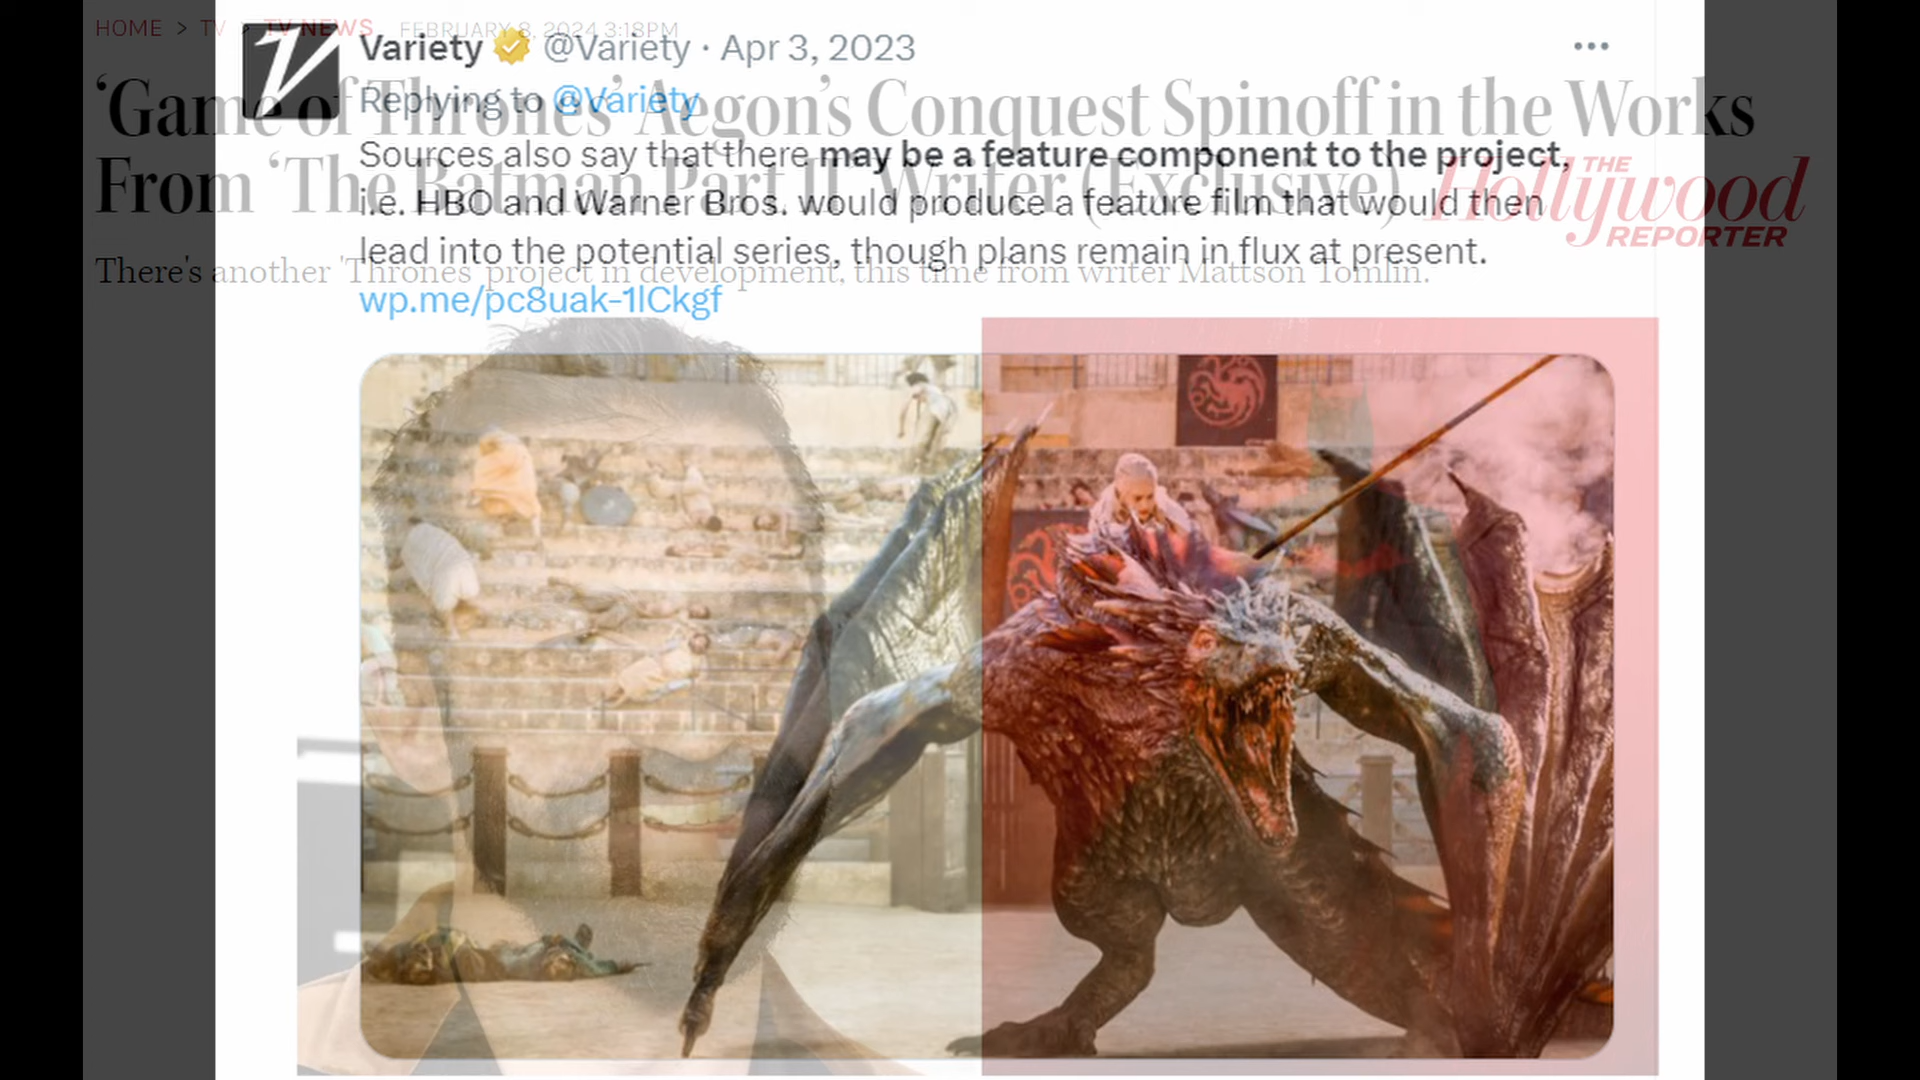 HOME > TV > TV NEWS FEBRUARY 8, 2024 3:18PM
'Game of Thrones' Aegon's Conquest Spinoff in the Works
From 'The Batman Part II' Writer (Exclusive)
There's another 'Thrones' project in development, this time from writer Mattson Tomlin.
THE
Hollywood
REPORTER
V
Variety @Variety · Apr 3, 2023
Replying to @Variety
Sources also say that there may be a feature component to the project,
i.e. HBO and Warner Bros. would produce a feature film that would then
lead into the potential series, though plans remain in flux at present.
wp.me/pc8uak-1lCkgf